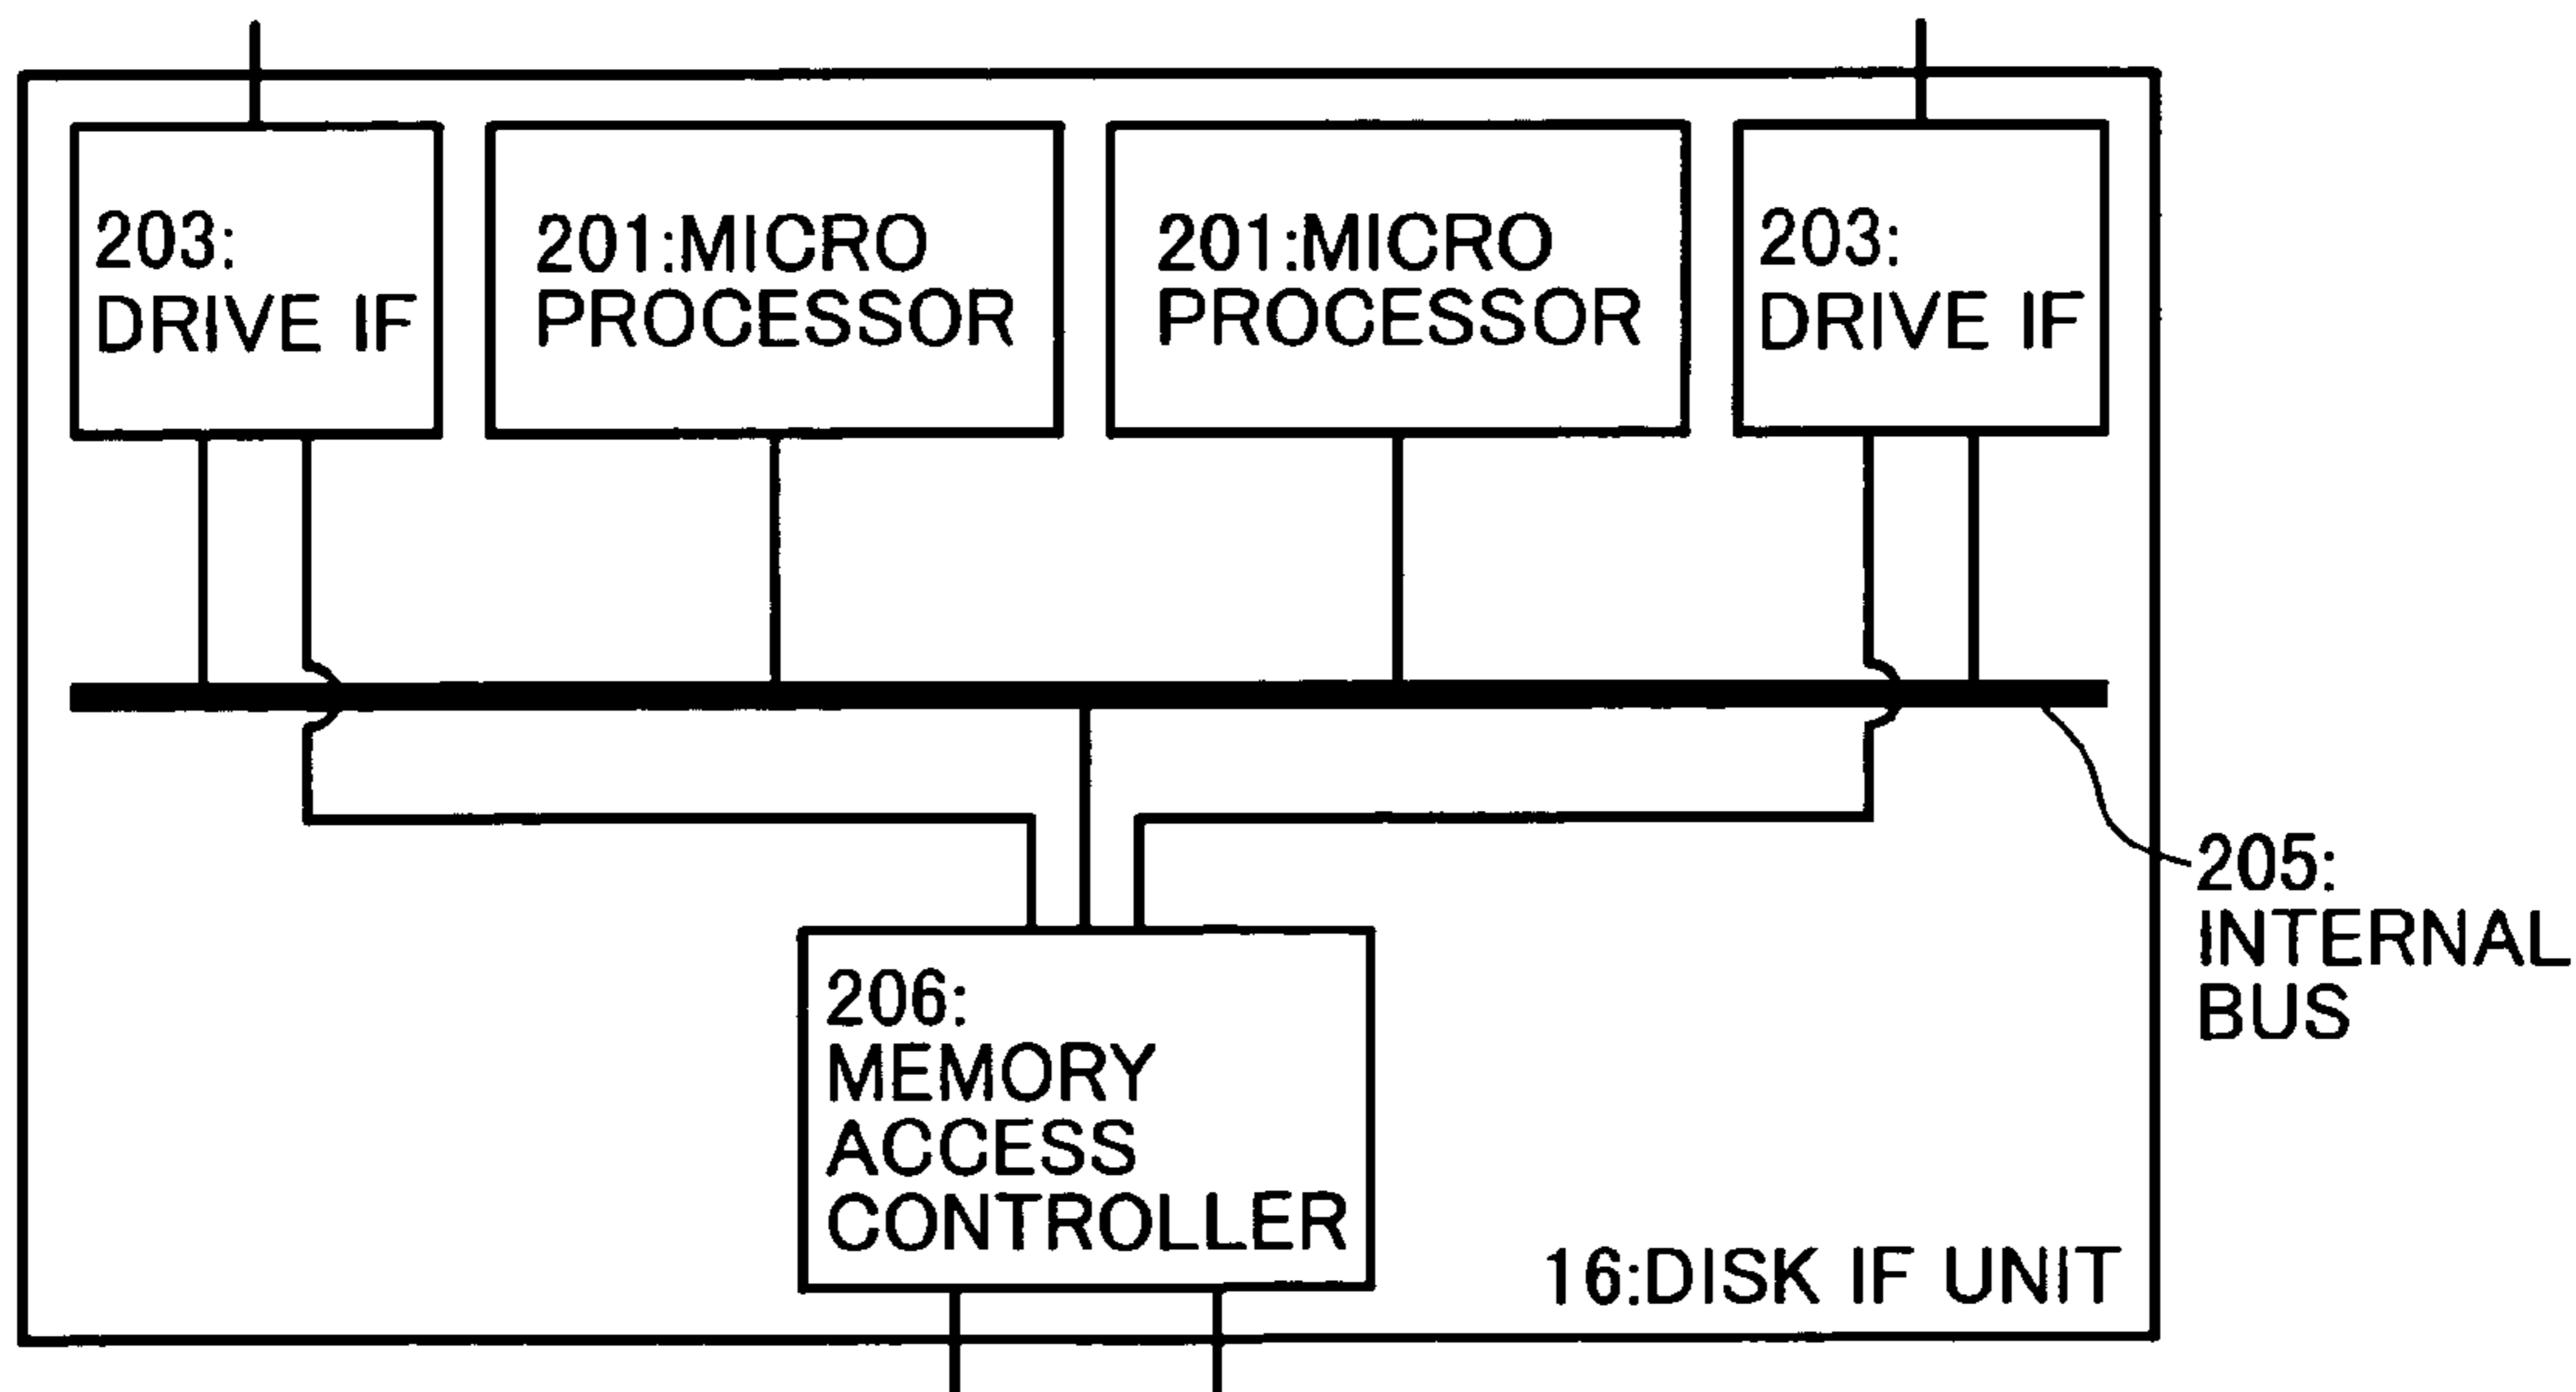 203:
DRIVE IF
201:MICRO
PROCESSOR
201:MICRO
PROCESSOR
203:
DRIVE IF
205:
INTERNAL
BUS
206:
MEMORY
ACCESS
CONTROLLER
16:DISK IF UNIT